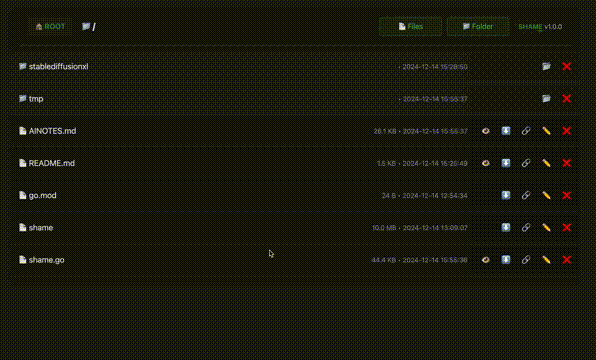 ROOT / Files Folder SHAME v1.0.0
stablediffusionxl • 2024-12-14 15:28:50
tmp • 2024-12-14 15:55:37
AINOTES.md 26.1 KB • 2024-12-14 15:55:37
README.md 1.5 KB • 2024-12-14 15:25:49
go.mod 24 B • 2024-12-14 12:54:34
shame 10.0 MB • 2024-12-14 13:09:07
shame.go 44.4 KB • 2024-12-14 15:55:36